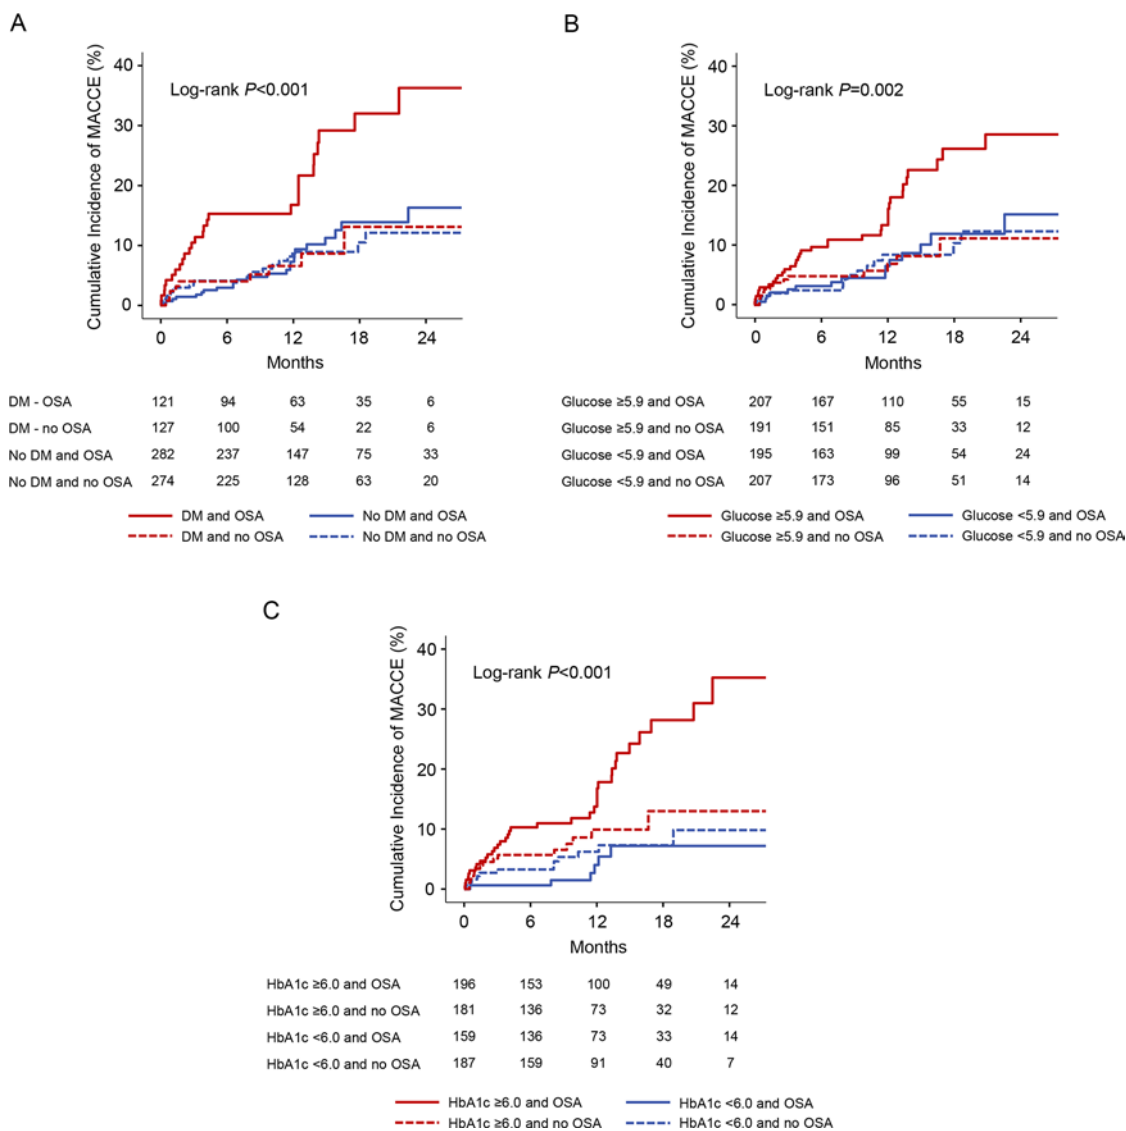 A
Cumulative Incidence of MACCE (%)
40
30
20
10
0
Log-rank P<0.001
0 6 12 18 24
Months
DM - OSA 121 94 63 35 6
DM - no OSA 127 100 54 22 6
No DM and OSA 282 237 147 75 33
No DM and no OSA 274 225 128 63 20
DM and OSA No DM and OSA
DM and no OSA No DM and no OSA
B
Cumulative Incidence of MACCE (%)
40
30
20
10
0
Log-rank P=0.002
0 6 12 18 24
Months
Glucose ≥5.9 and OSA 207 167 110 55 15
Glucose ≥5.9 and no OSA 191 151 85 33 12
Glucose <5.9 and OSA 195 163 99 54 24
Glucose <5.9 and no OSA 207 173 96 51 14
Glucose ≥5.9 and OSA Glucose <5.9 and OSA
Glucose ≥5.9 and no OSA Glucose <5.9 and no OSA
C
Cumulative Incidence of MACCE (%)
40
30
20
10
0
Log-rank P<0.001
0 6 12 18 24
Months
HbA1c ≥6.0 and OSA 196 153 100 49 14
HbA1c ≥6.0 and no OSA 181 136 73 32 12
HbA1c <6.0 and OSA 159 136 73 33 14
HbA1c <6.0 and no OSA 187 159 91 40 7
HbA1c ≥6.0 and OSA HbA1c <6.0 and OSA
HbA1c ≥6.0 and no OSA HbA1c <6.0 and no OSA